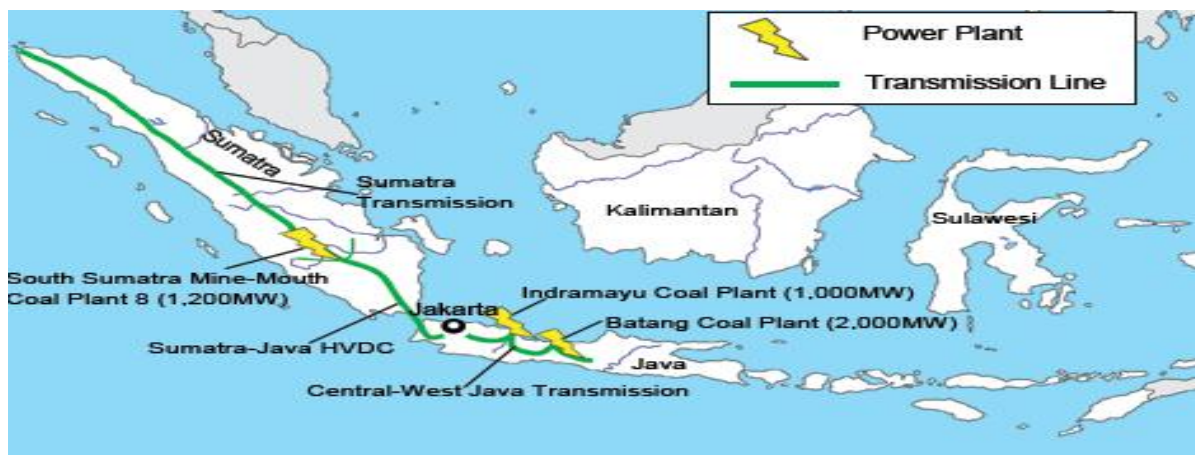 Power Plant
Transmission Line
Sumatra
Sumatra
Transmission
Kalimantan
Sulawesi
South Sumatra Mine-Mouth
Coal Plant 8 (1,200MW)
Jakarta
Indramayu Coal Plant (1,000MW)
Batang Coal Plant (2,000MW)
Sumatra-Java HVDC
Java
Central-West Java Transmission